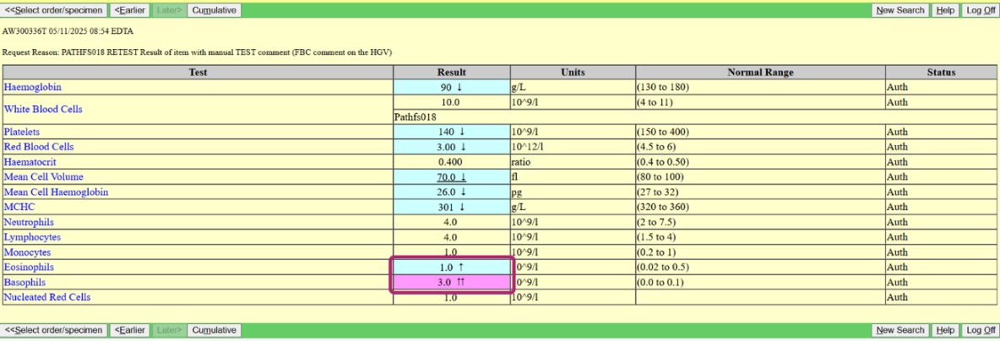 <<Select order/specimen <Earlier Later> Cumulative New Search Help Log Off
AW300336T 05/11/2025 08:54 EDTA
Request Reason: PATHFS018 RETEST Result of item with manual TEST comment (FBC comment on the HGV)
Test Result Units Normal Range Status
Haemoglobin 90 ↓ g/L (130 to 180) Auth
White Blood Cells 10.0 10^9/l (4 to 11) Auth
Pathfs018
Platelets 140 ↓ 10^9/l (150 to 400) Auth
Red Blood Cells 3.00 ↓ 10^12/l (4.5 to 6) Auth
Haematocrit 0.400 ratio (0.4 to 0.50) Auth
Mean Cell Volume 70.0 ↓ fl (80 to 100) Auth
Mean Cell Haemoglobin 26.0 ↓ pg (27 to 32) Auth
MCHC 301 ↓ g/L (320 to 360) Auth
Neutrophils 4.0 10^9/l (2 to 7.5) Auth
Lymphocytes 4.0 10^9/l (1.5 to 4) Auth
Monocytes 1.0 10^9/l (0.2 to 1) Auth
Eosinophils 1.0 ↑ 10^9/l (0.02 to 0.5) Auth
Basophils 3.0 ↑↑ 10^9/l (0.0 to 0.1) Auth
Nucleated Red Cells 1.0 10^9/l Auth
<<Select order/specimen <Earlier Later> Cumulative New Search Help Log Off